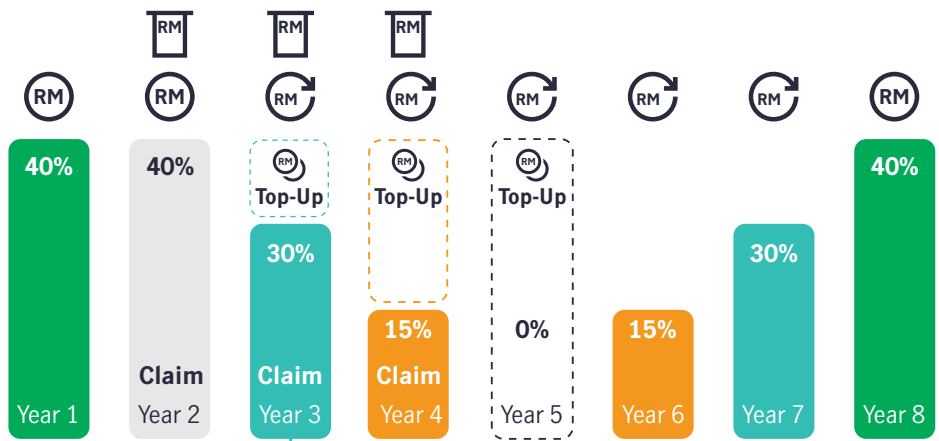 RM RM RM
RM RM RM RM RM RM RM RM
40% 40% RM RM RM 40%
Top-Up Top-Up Top-Up
30% 30%
15% 0% 15%
Claim Claim Claim
Year 1 Year 2 Year 3 Year 4 Year 5 Year 6 Year 7 Year 8